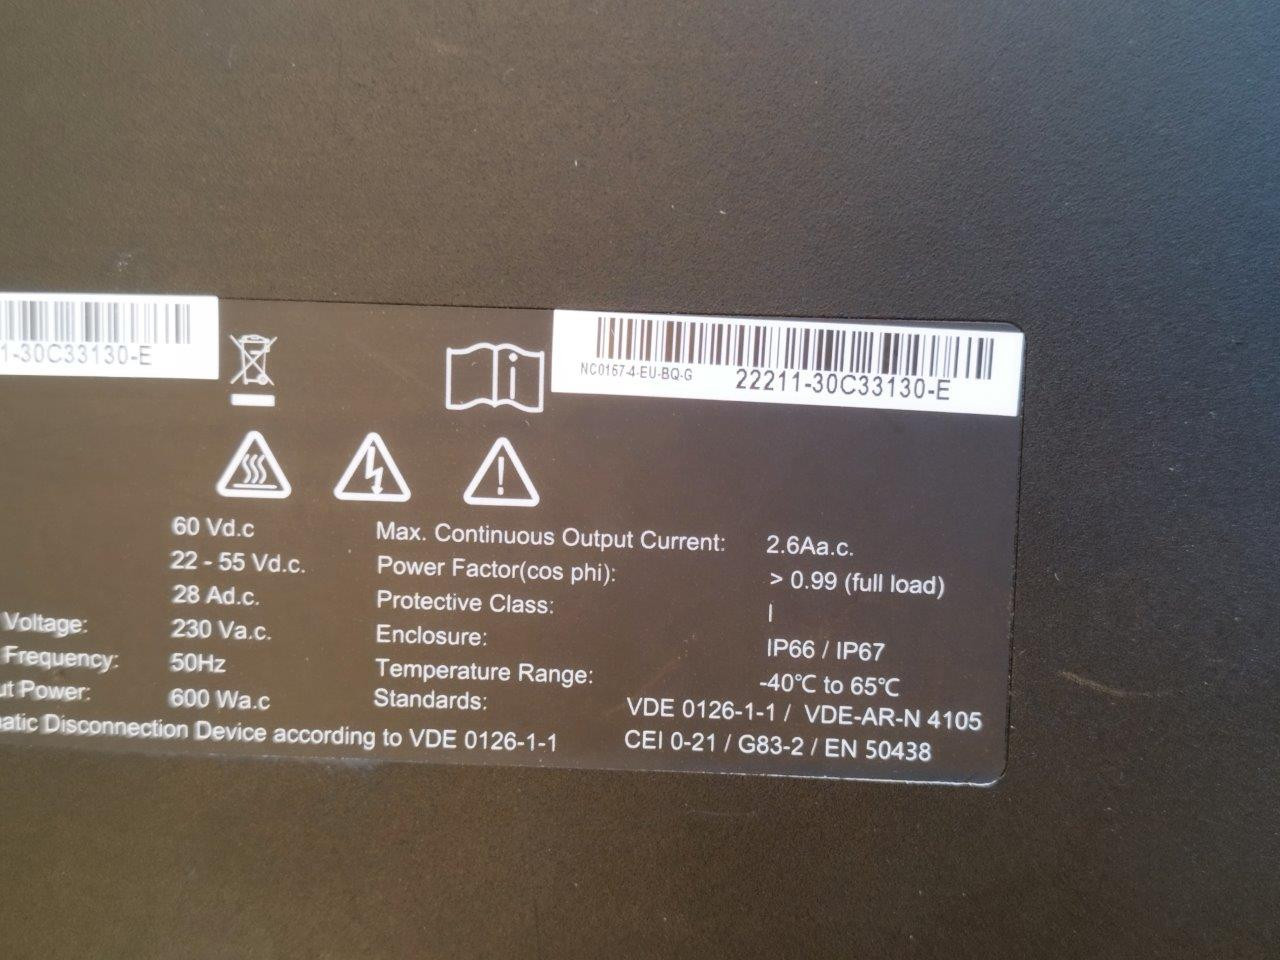 1-30C33130-E
NC0167-4-EU-BQ-G
22211-30C33130-E
60 Vd.c
22 - 55 Vd.c.
28 Ad.c.
Voltage: 230 Va.c.
Frequency: 50Hz
ut Power: 600 Wa.c
Max. Continuous Output Current: 2.6Aa.c.
Power Factor(cos phi): > 0.99 (full load)
Protective Class: I
Enclosure: IP66 / IP67
Temperature Range: -40℃ to 65℃
Standards: VDE 0126-1-1 / VDE-AR-N 4105
CEI 0-21 / G83-2 / EN 50438
atic Disconnection Device according to VDE 0126-1-1